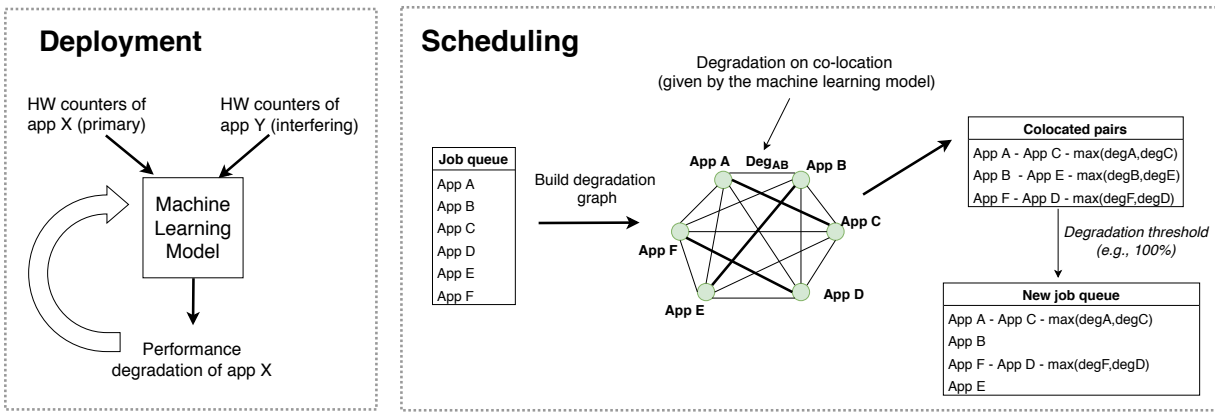 Deployment
HW counters of
app X (primary)
HW counters of
app Y (interfering)
Machine
Learning
Model
Performance
degradation of app X
Scheduling
Degradation on co-location
(given by the machine learning model)
Job queue
App A
App B
App C
App D
App E
App F
Build degradation
graph
App A
Deg_AB
App B
App C
App F
App E
App D
Colocated pairs
App A - App C - max(degA,degC)
App B - App E - max(degB,degE)
App F - App D - max(degF,degD)
Degradation threshold
(e.g., 100%)
New job queue
App A - App C - max(degA,degC)
App B
App F - App D - max(degF,degD)
App E